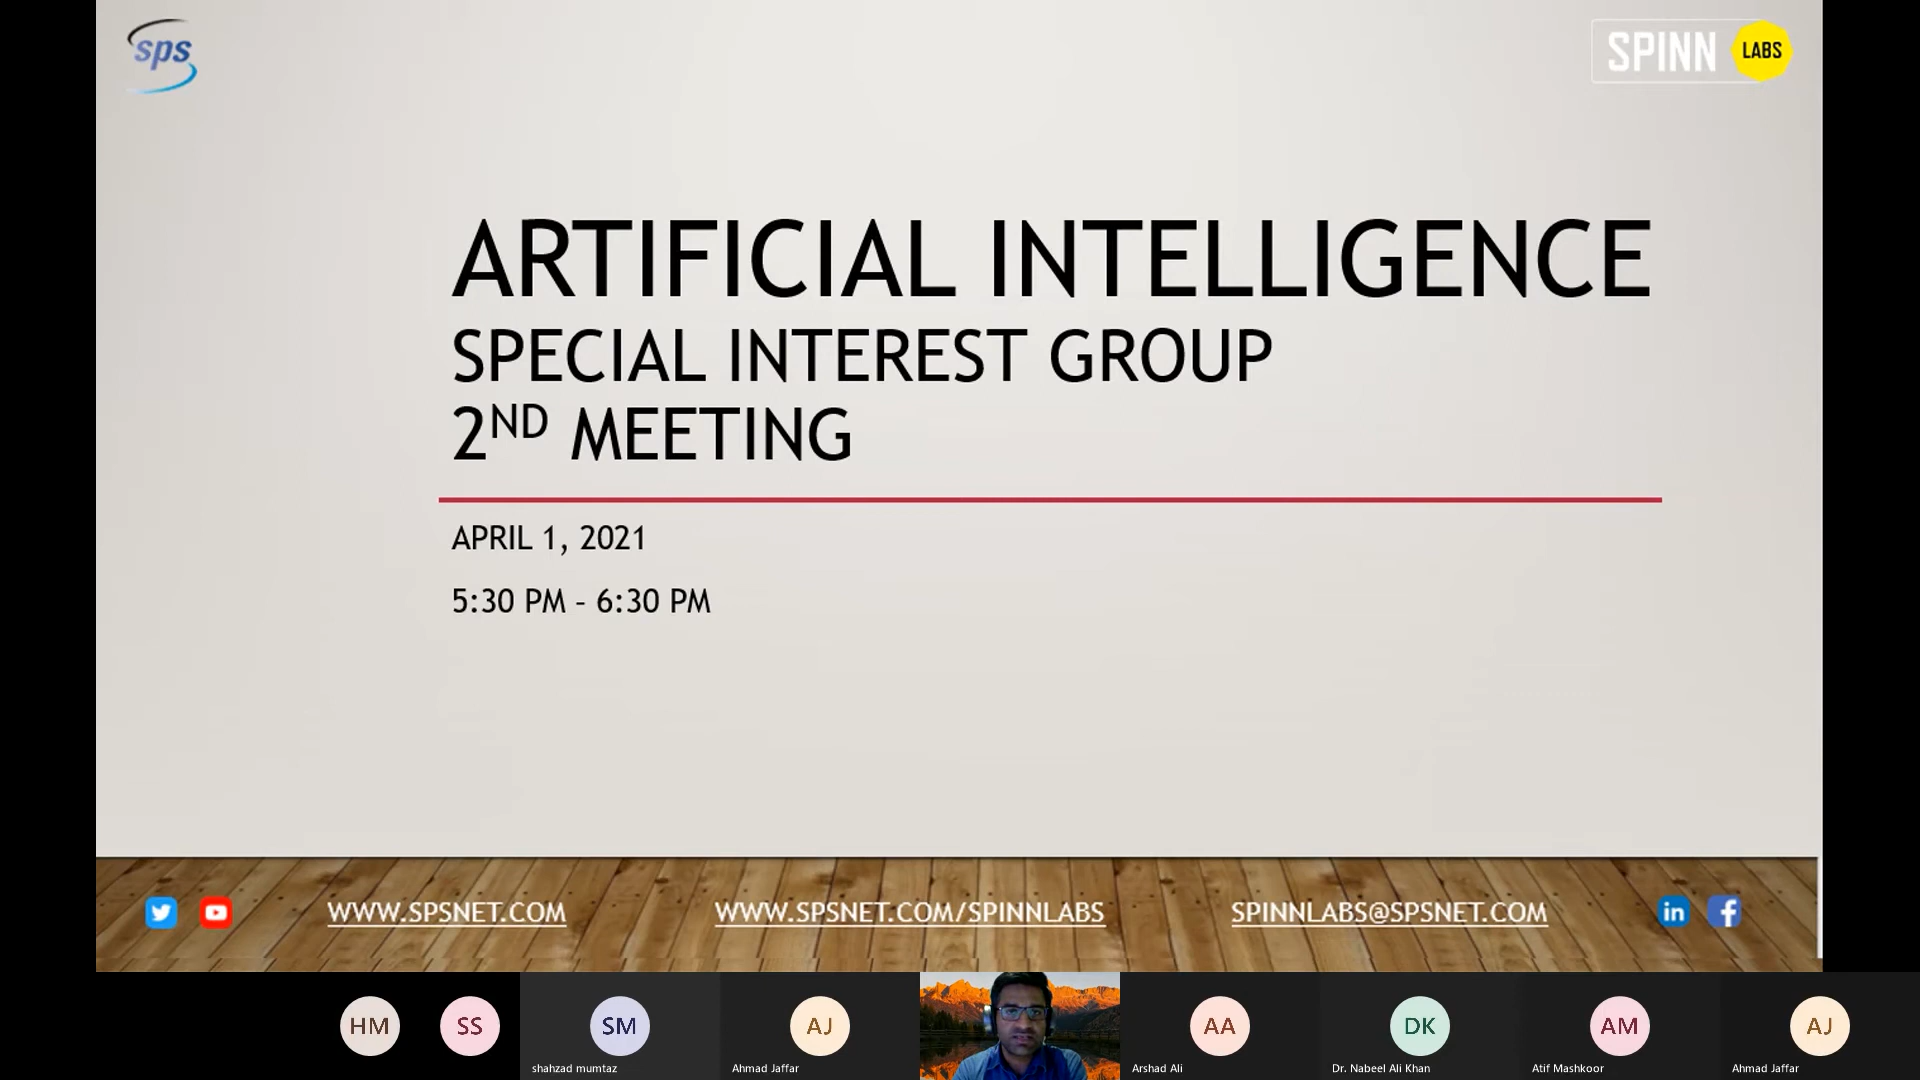 sps
SPINN LABS
ARTIFICIAL INTELLIGENCE
SPECIAL INTEREST GROUP
2ND MEETING
APRIL 1, 2021
5:30 PM - 6:30 PM
WWW.SPSNET.COM
WWW.SPSNET.COM/SPINNLABS
SPINNLABS@SPSNET.COM
in
f
HM
SS
SM
AJ
AA
DK
AM
AJ
shahzad mumtaz
Ahmad Jaffar
Arshad Ali
Dr. Nabeel Ali Khan
Atif Mashkoor
Ahmad Jaffar